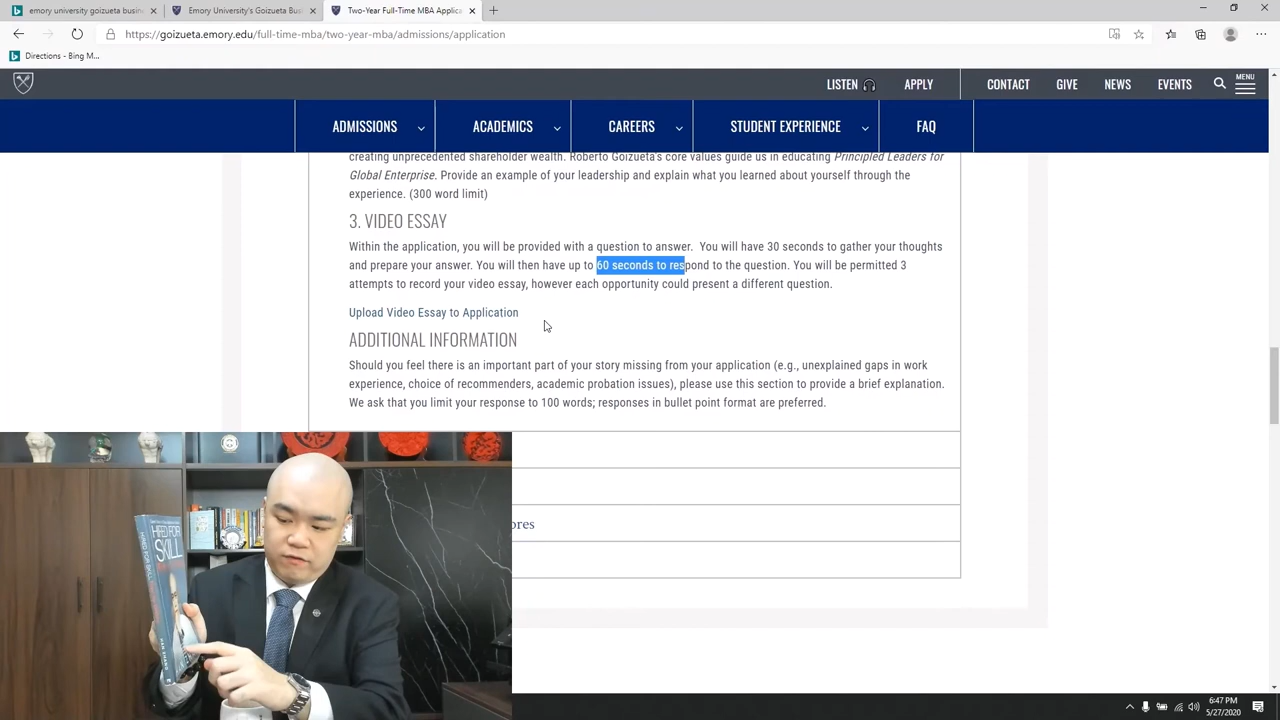 emory university goizueta busine
Emory University's Goizueta Busi
Two-Year Full-Time MBA Applica
https://goizueta.emory.edu/full-time-mba/two-year-mba/admissions/application
Directions - Bing M...
LISTEN APPLY CONTACT GIVE NEWS EVENTS MENU
ADMISSIONS ACADEMICS CAREERS STUDENT EXPERIENCE FAQ
creating unprecedented shareholder wealth. Roberto Goizueta's core values guide us in educating Principled Leaders for
Global Enterprise. Provide an example of your leadership and explain what you learned about yourself through the
experience. (300 word limit)
3. VIDEO ESSAY
Within the application, you will be provided with a question to answer. You will have 30 seconds to gather your thoughts
and prepare your answer. You will then have up to 60 seconds to respond to the question. You will be permitted 3
attempts to record your video essay, however each opportunity could present a different question.
Upload Video Essay to Application
ADDITIONAL INFORMATION
Should you feel there is an important part of your story missing from your application (e.g., unexplained gaps in work
experience, choice of recommenders, academic probation issues), please use this section to provide a brief explanation.
We ask that you limit your response to 100 words; responses in bullet point format are preferred.
ores
HIRED FOR
SKILL
6:47 PM
5/27/2020